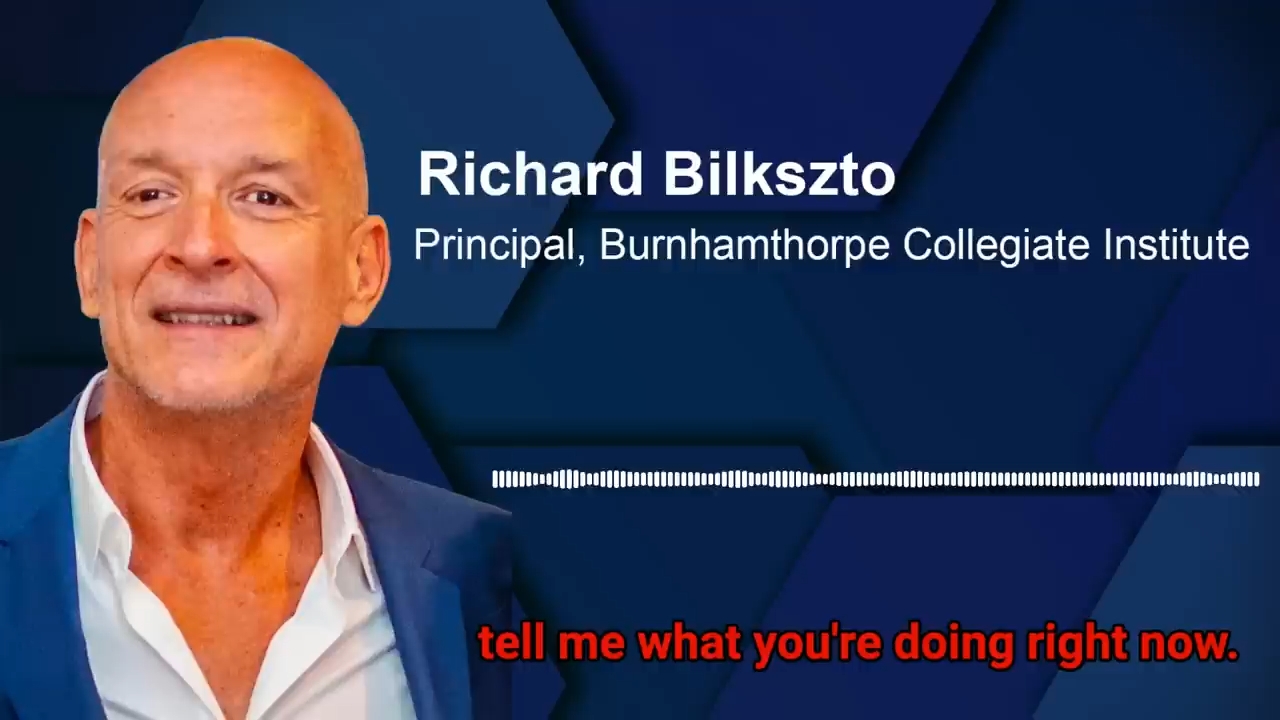 Richard Bilkszto
Principal, Burnhamthorpe Collegiate Institute
tell me what you're doing right now.